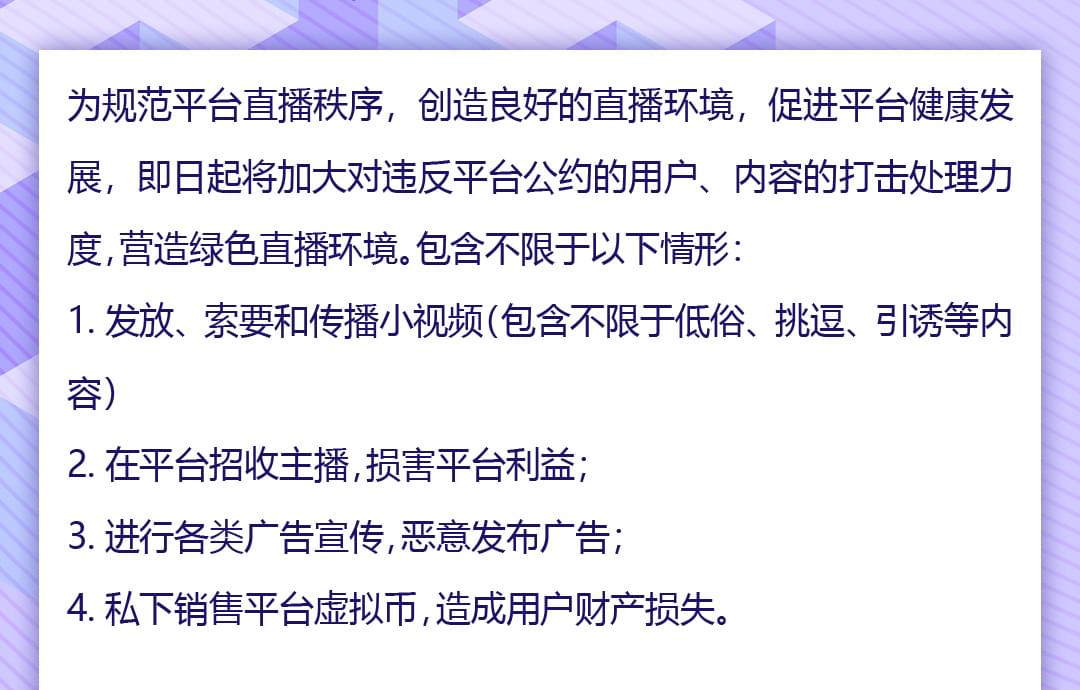 为规范平台直播秩序，创造良好的直播环境，促进平台健康发
展，即日起将加大对违反平台公约的用户、内容的打击处理力
度，营造绿色直播环境。包含不限于以下情形：
1. 发放、索要和传播小视频（包含不限于低俗、挑逗、引诱等内
容）
2. 在平台招收主播，损害平台利益；
3. 进行各类广告宣传，恶意发布广告；
4. 私下销售平台虚拟币，造成用户财产损失。